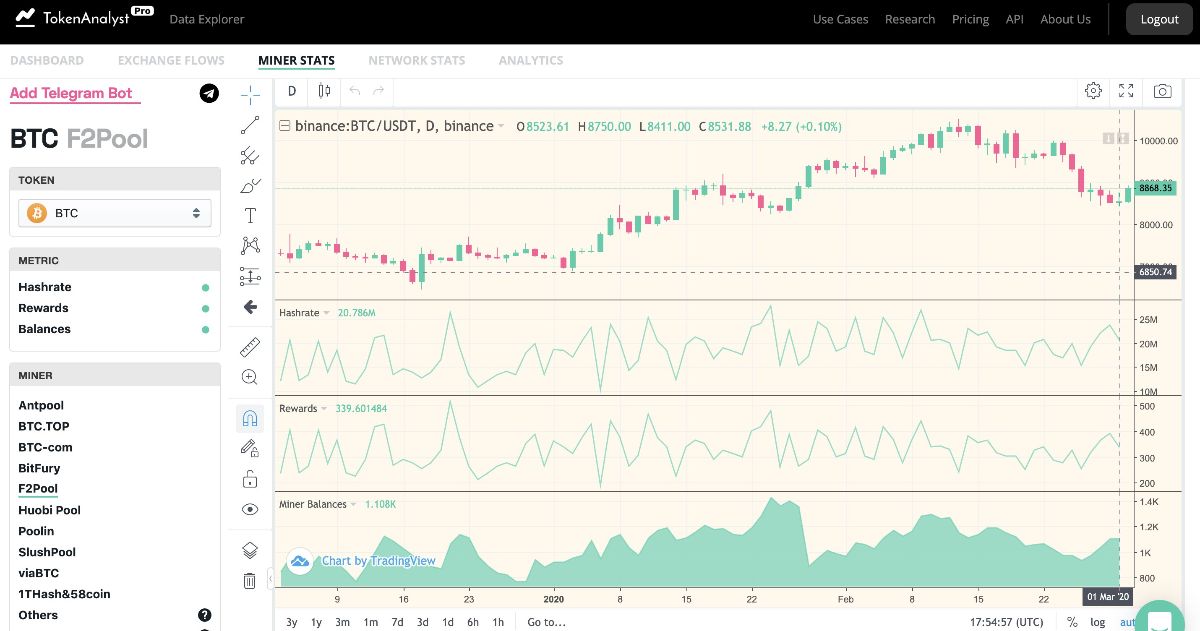 TokenAnalyst Pro Data Explorer Use Cases Research Pricing API About Us Logout
DASHBOARD EXCHANGE FLOWS MINER STATS NETWORK STATS ANALYTICS
Add Telegram Bot
D
BTC F2Pool
TOKEN
BTC
METRIC
Hashrate
Rewards
Balances
MINER
Antpool
BTC.TOP
BTC-com
BitFury
F2Pool
Huobi Pool
Poolin
SlushPool
viaBTC
1THash&58coin
Others ?
T
binance:BTC/USDT, D, binance O8523.61 H8750.00 L8411.00 C8531.88 +8.27 (+0.10%)
10000.00
8868.35
8000.00
6850.74
Hashrate 20.786M
25M
20M
15M
10M
Rewards 339.601484
500
400
300
200
Miner Balances 1.108K
1.4K
1.2K
1K
800
Chart by TradingView
9 16 23 2020 8 15 22 Feb 8 15 22 01 Mar '20
3y 1y 3m 1m 7d 3d 1d 6h 1h Go to... 17:54:57 (UTC) % log